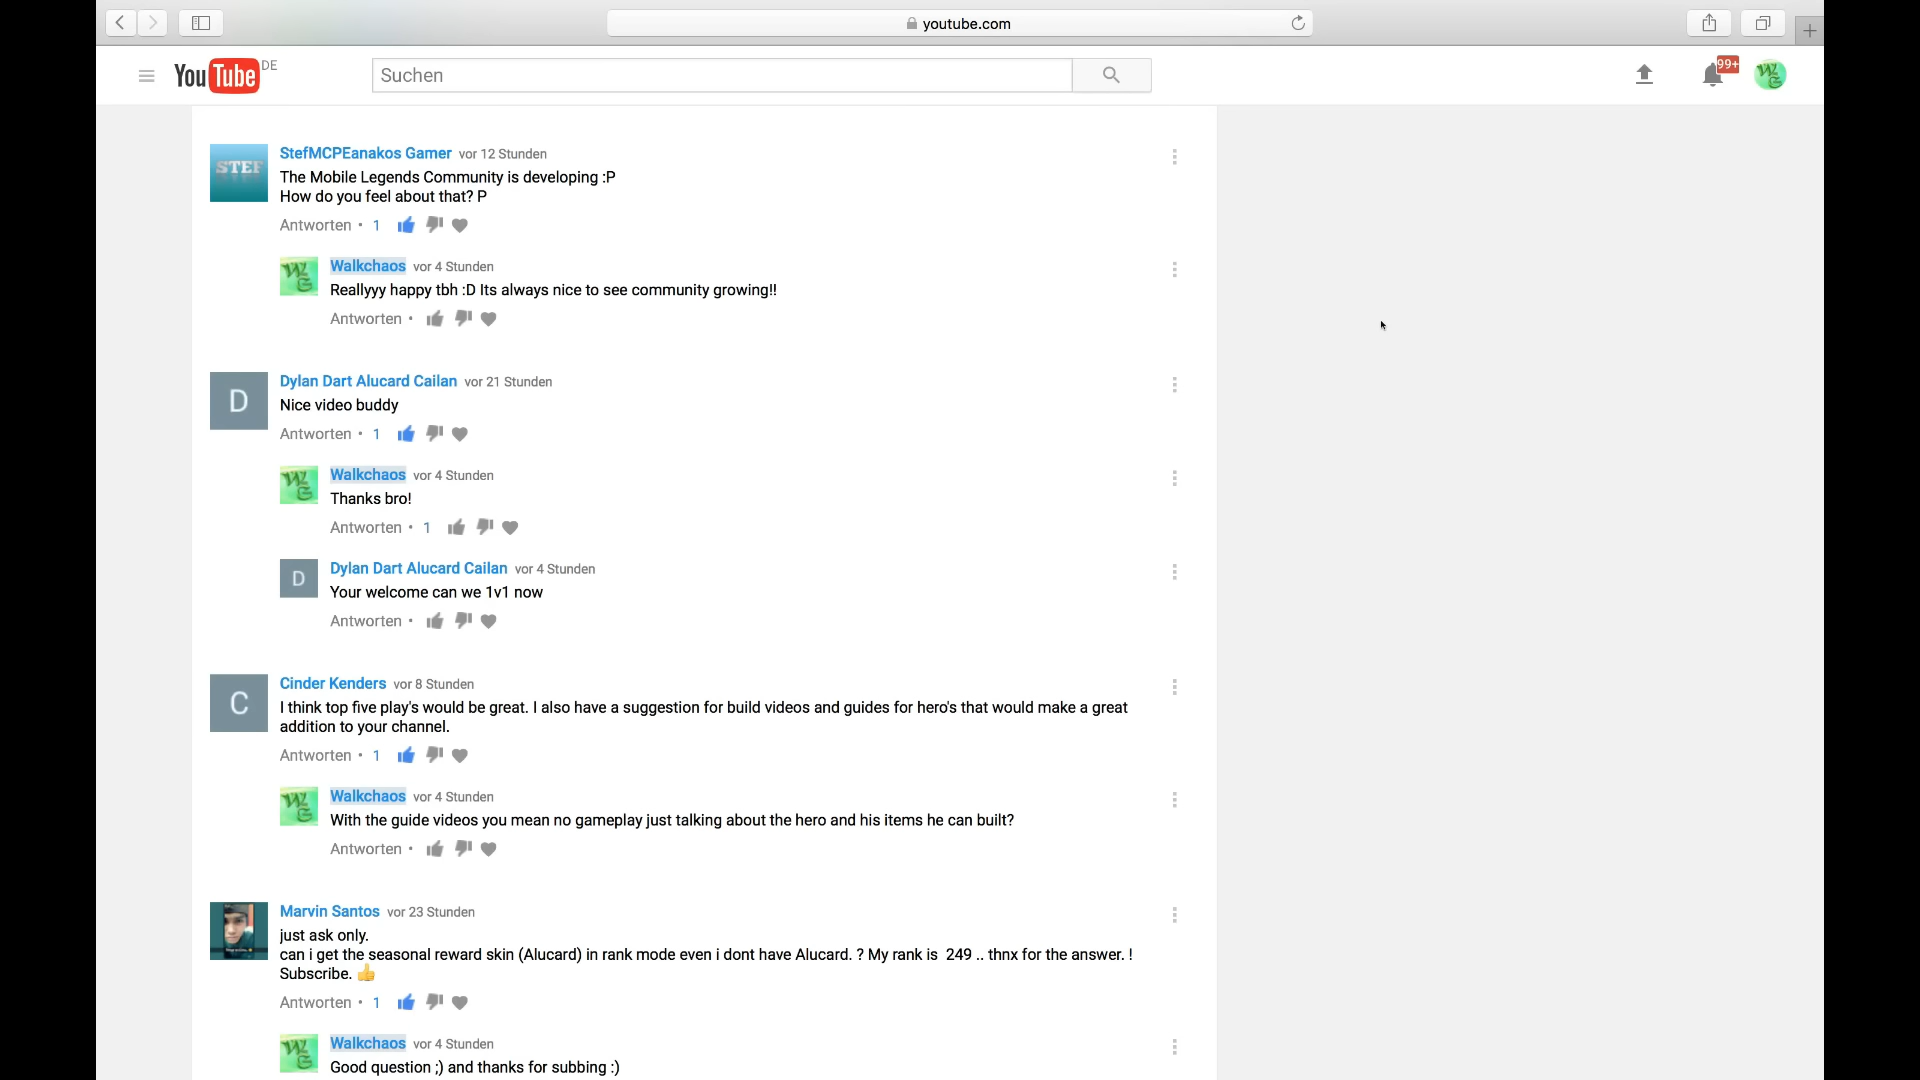 youtube.com
YouTube DE
Suchen
99+
STEF
StefMCPEanakos Gamer vor 12 Stunden
The Mobile Legends Community is developing :P
How do you feel about that? P
Antworten • 1
Walkchaos vor 4 Stunden
Reallyyy happy tbh :D Its always nice to see community growing!!
Antworten •
D
Dylan Dart Alucard Cailan vor 21 Stunden
Nice video buddy
Antworten • 1
Walkchaos vor 4 Stunden
Thanks bro!
Antworten • 1
D
Dylan Dart Alucard Cailan vor 4 Stunden
Your welcome can we 1v1 now
Antworten •
C
Cinder Kenders vor 8 Stunden
I think top five play's would be great. I also have a suggestion for build videos and guides for hero's that would make a great
addition to your channel.
Antworten • 1
Walkchaos vor 4 Stunden
With the guide videos you mean no gameplay just talking about the hero and his items he can built?
Antworten •
Marvin Santos vor 23 Stunden
just ask only.
can i get the seasonal reward skin (Alucard) in rank mode even i dont have Alucard. ? My rank is 249 .. thnx for the answer. !
Subscribe. 👍
Antworten • 1
Walkchaos vor 4 Stunden
Good question ;) and thanks for subbing :)